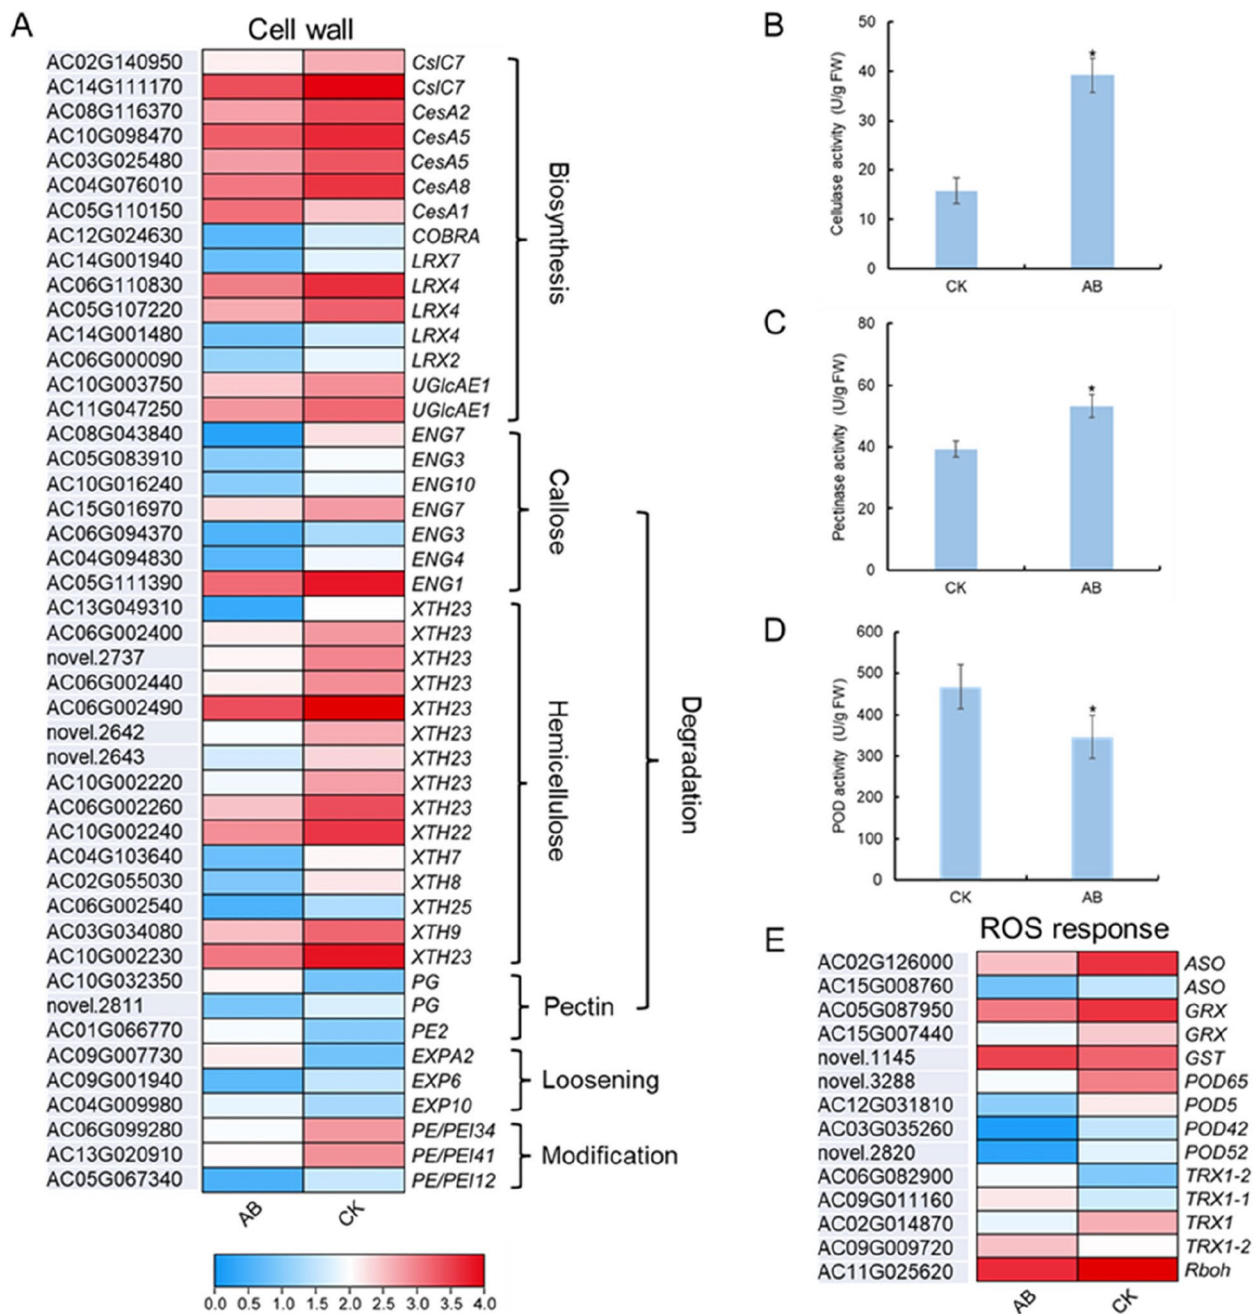 A
Cell wall
AC02G140950 CslC7
AC14G111170 CslC7
AC08G116370 CesA2
AC10G098470 CesA5
AC03G025480 CesA5
AC04G076010 CesA8
AC05G110150 CesA1
AC12G024630 COBRA
AC14G001940 LRX7
AC06G110830 LRX4
AC05G107220 LRX4
AC14G001480 LRX4
AC06G000090 LRX2
AC10G003750 UGlcAE1
AC11G047250 UGlcAE1
AC08G043840 ENG7
AC05G083910 ENG3
AC10G016240 ENG10
AC15G016970 ENG7
AC06G094370 ENG3
AC04G094830 ENG4
AC05G111390 ENG1
AC13G049310 XTH23
AC06G002400 XTH23
novel.2737 XTH23
AC06G002440 XTH23
AC06G002490 XTH23
novel.2642 XTH23
novel.2643 XTH23
AC10G002220 XTH23
AC06G002260 XTH23
AC10G002240 XTH22
AC04G103640 XTH7
AC02G055030 XTH8
AC06G002540 XTH25
AC03G034080 XTH9
AC10G002230 XTH23
AC10G032350 PG
novel.2811 PG
AC01G066770 PE2
AC09G007730 EXPA2
AC09G001940 EXP6
AC04G009980 EXP10
AC06G099280 PE/PEI34
AC13G020910 PE/PEI41
AC05G067340 PE/PEI12
AB CK
Biosynthesis
Callose
Hemicellulose
Pectin
Loosening
Modification
Degradation
0.0 0.5 1.0 1.5 2.0 2.5 3.0 3.5 4.0
B
Cellulase activity (U/g FW)
50
40
30
20
10
0
*
CK AB
C
Pectinase activity (U/g FW)
80
60
40
20
0
*
CK AB
D
POD activity (U/g FW)
600
500
400
300
200
100
0
*
CK AB
E
ROS response
AC02G126000 ASO
AC15G008760 ASO
AC05G087950 GRX
AC15G007440 GRX
novel.1145 GST
novel.3288 POD65
AC12G031810 POD5
AC03G035260 POD42
novel.2820 POD52
AC06G082900 TRX1-2
AC09G011160 TRX1-1
AC02G014870 TRX1
AC09G009720 TRX1-2
AC11G025620 Rboh
AB CK